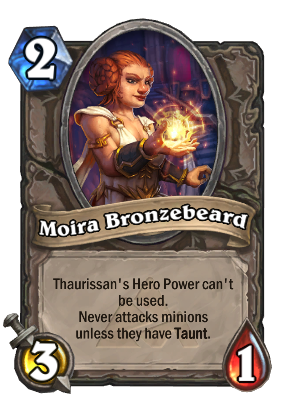 2
Moira Bronzebeard
Thaurissan's Hero Power can't
be used.
Never attacks minions
unless they have Taunt.
3
1